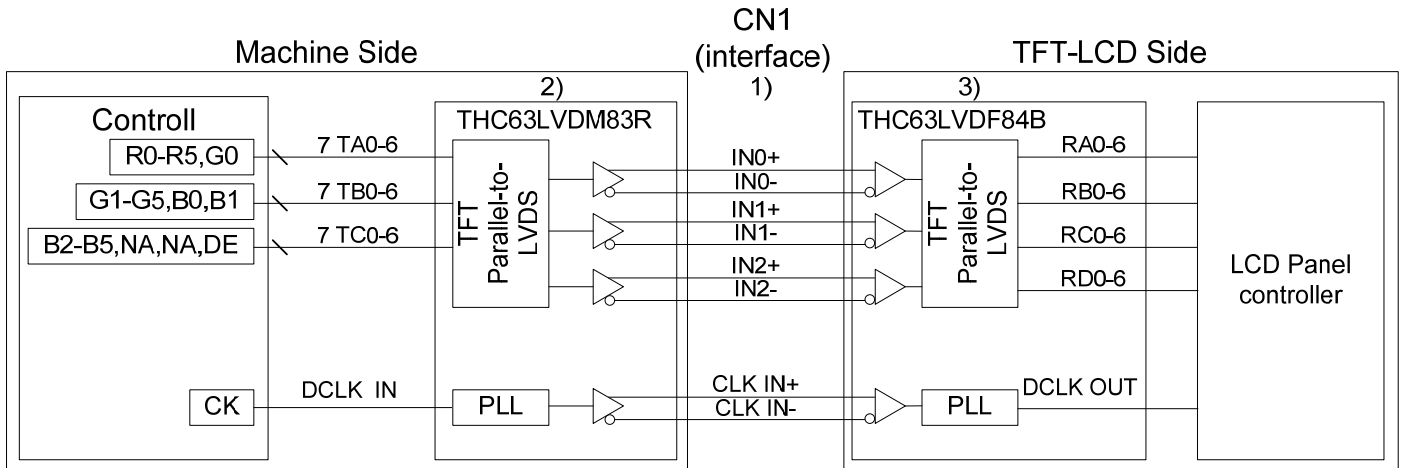 CN1
(interface)
1)
Machine Side
TFT-LCD Side
2)
3)
Controll
THC63LVDM83R
THC63LVDF84B
R0-R5,G0
7 TA0-6
G1-G5,B0,B1
7 TB0-6
B2-B5,NA,NA,DE
7 TC0-6
TFT
Parallel-to-
LVDS
IN0+
IN0-
IN1+
IN1-
IN2+
IN2-
TFT
Parallel-to-
LVDS
RA0-6
RB0-6
RC0-6
RD0-6
LCD Panel
controller
CK
DCLK IN
PLL
CLK IN+
CLK IN-
PLL
DCLK OUT